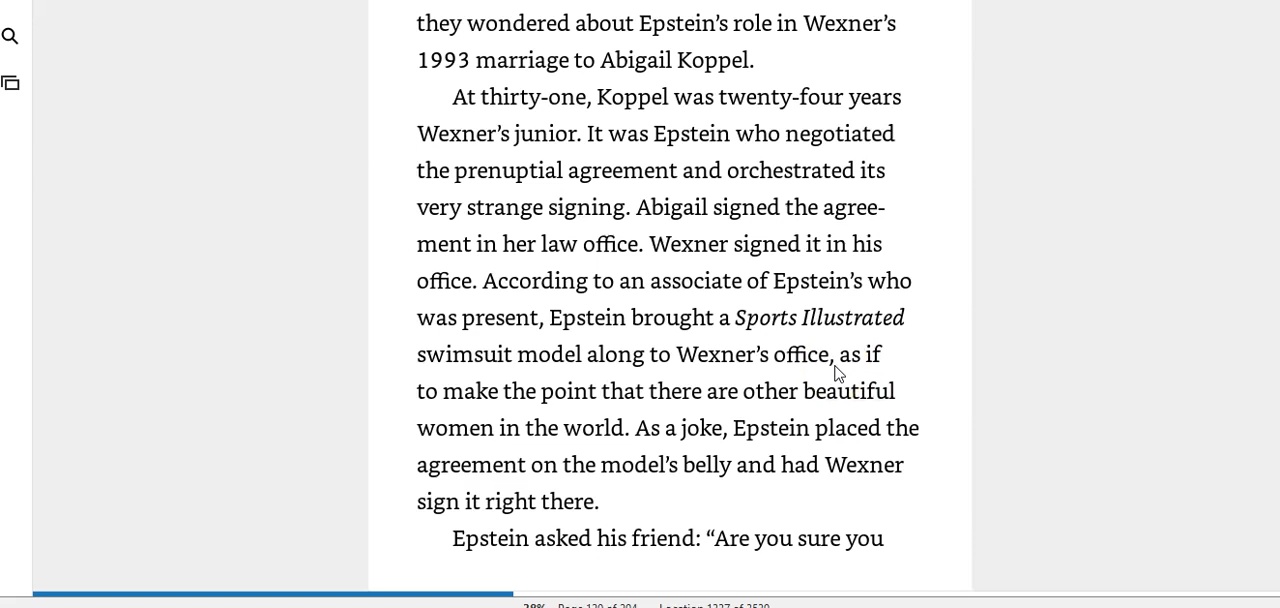 they wondered about Epstein’s role in Wexner’s
1993 marriage to Abigail Koppel.
At thirty-one, Koppel was twenty-four years
Wexner’s junior. It was Epstein who negotiated
the prenuptial agreement and orchestrated its
very strange signing. Abigail signed the agree-
ment in her law office. Wexner signed it in his
office. According to an associate of Epstein’s who
was present, Epstein brought a Sports Illustrated
swimsuit model along to Wexner’s office, as if
to make the point that there are other beautiful
women in the world. As a joke, Epstein placed the
agreement on the model’s belly and had Wexner
sign it right there.
Epstein asked his friend: “Are you sure you